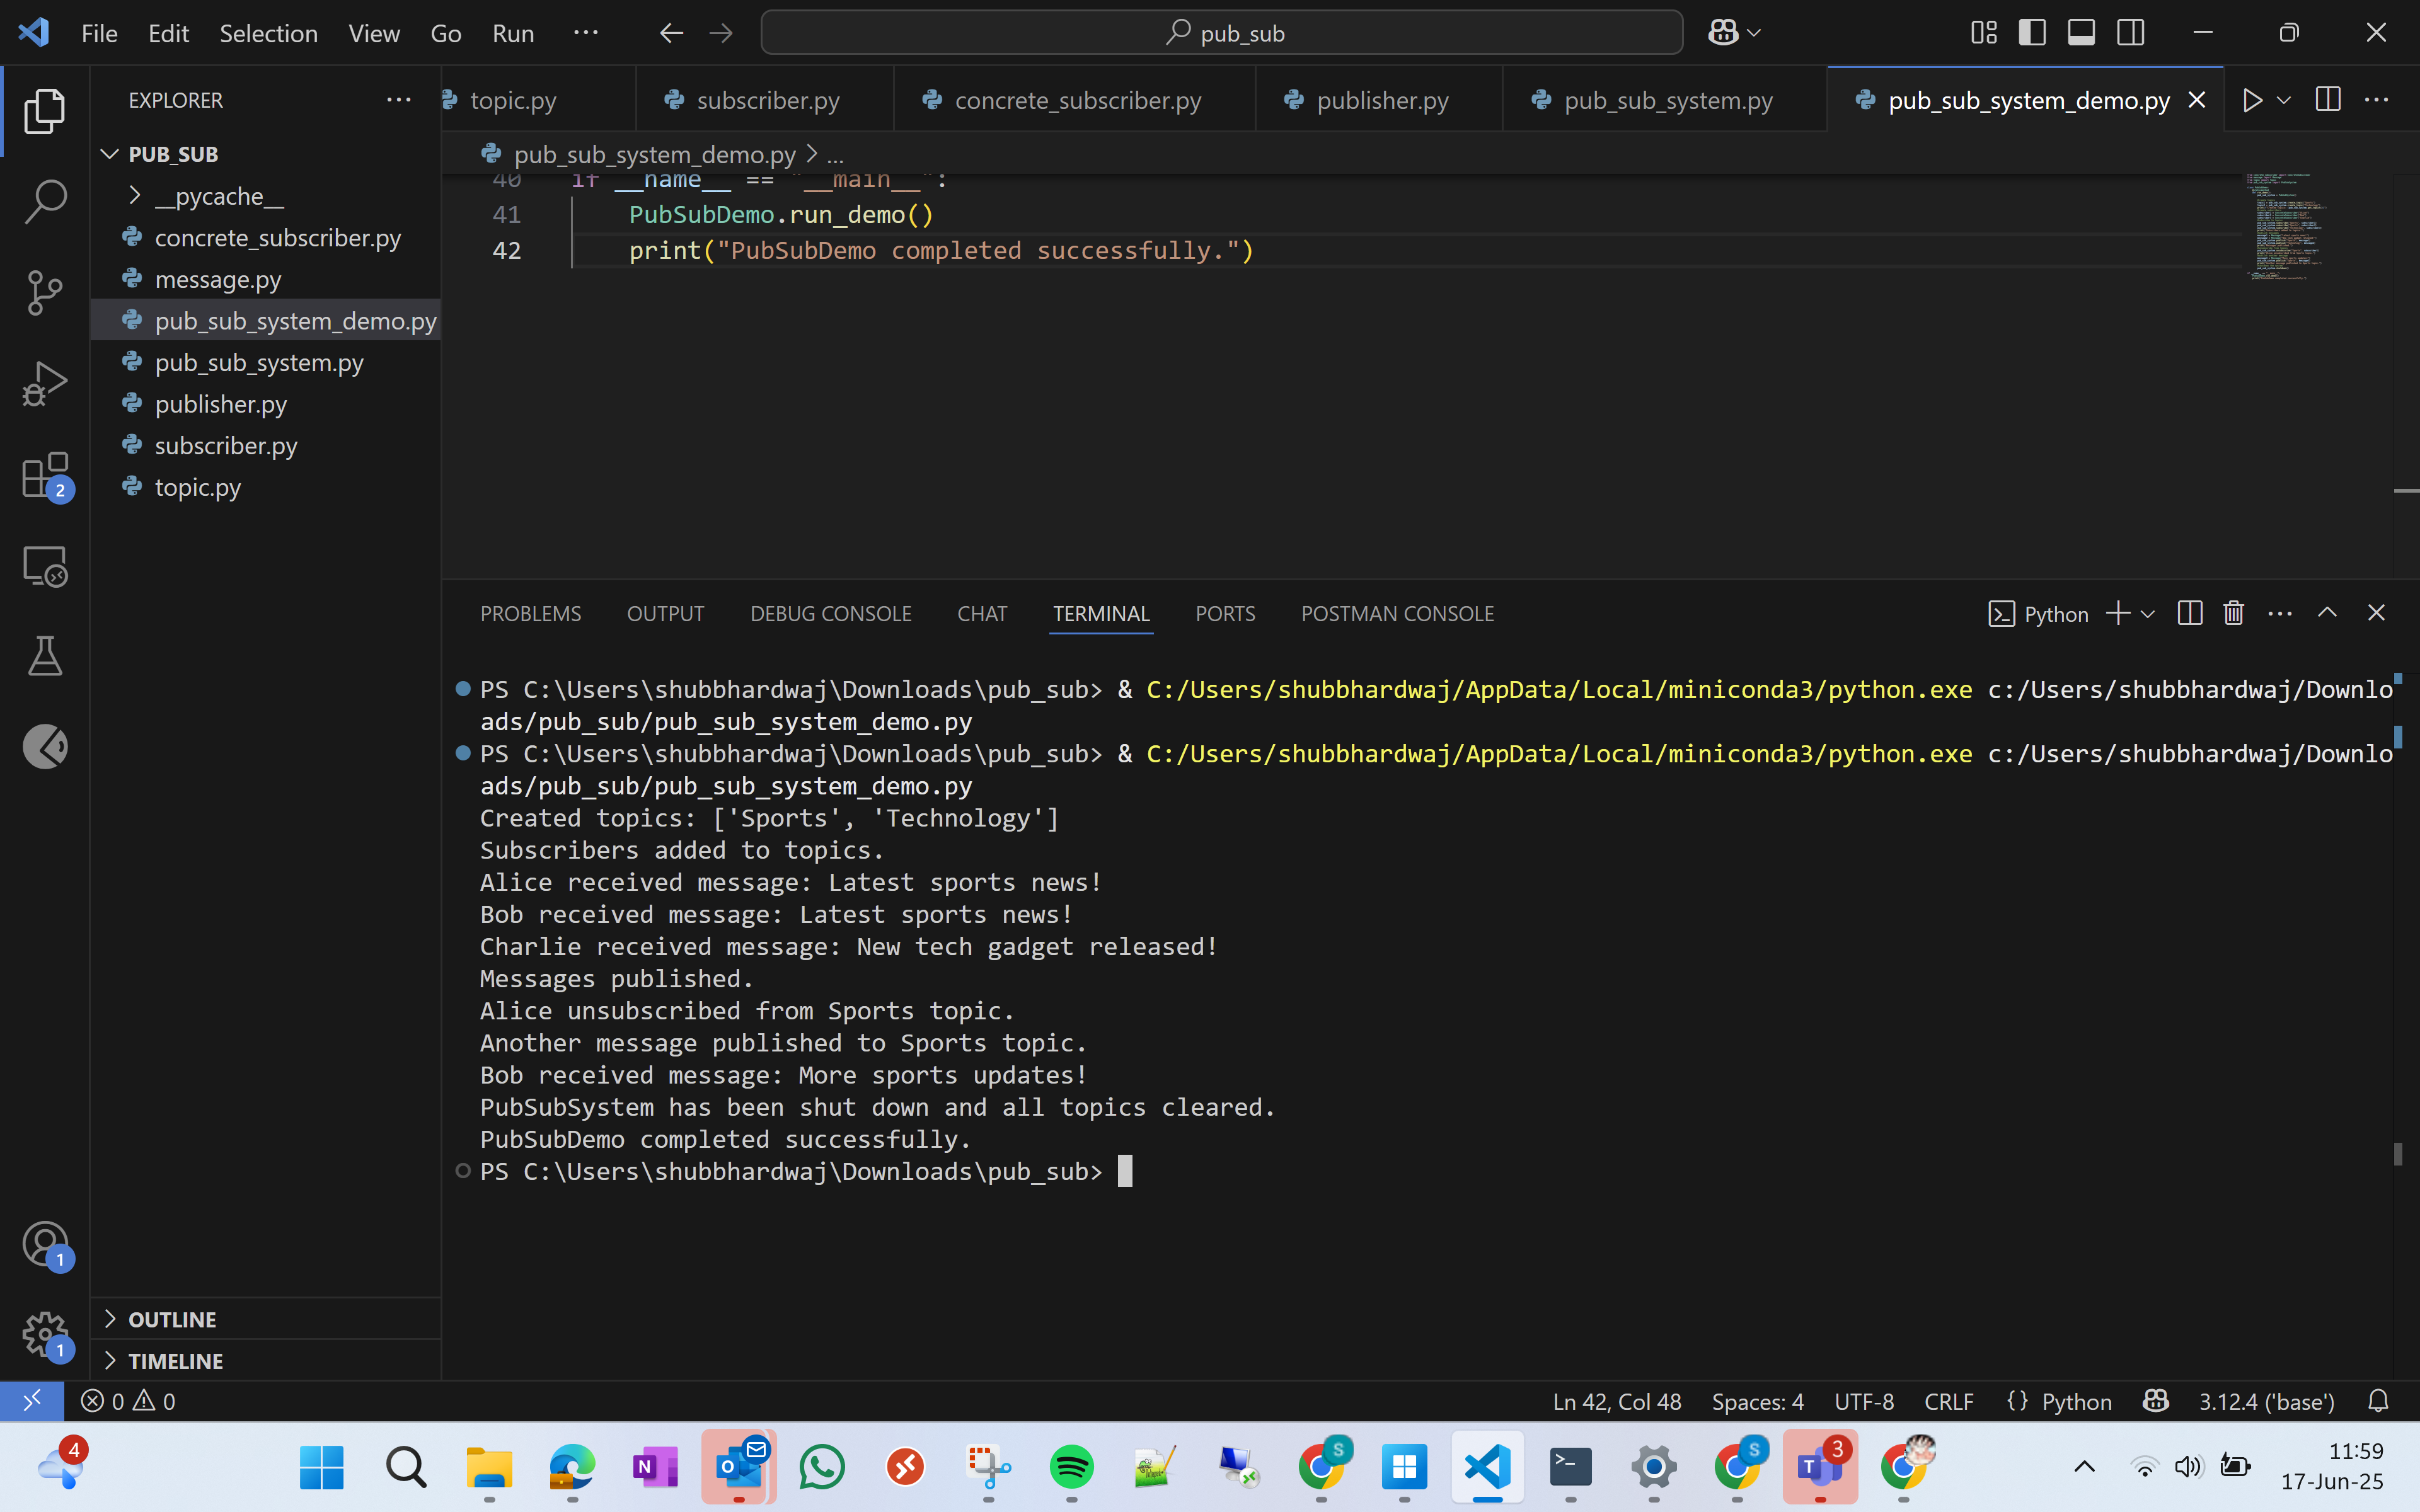 File Edit Selection View Go Run ··· pub_sub
EXPLORER ···
PUB_SUB
__pycache__
concrete_subscriber.py
message.py
pub_sub_system_demo.py
pub_sub_system.py
publisher.py
subscriber.py
topic.py
OUTLINE
TIMELINE
topic.py subscriber.py concrete_subscriber.py publisher.py pub_sub_system.py pub_sub_system_demo.py
pub_sub_system_demo.py > ...
40 if __name__ == "__main__":
41 PubSubDemo.run_demo()
42 print("PubSubDemo completed successfully.")
PROBLEMS OUTPUT DEBUG CONSOLE CHAT TERMINAL PORTS POSTMAN CONSOLE Python
PS C:\Users\shubbhardwaj\Downloads\pub_sub> & C:/Users/shubbhardwaj/AppData/Local/miniconda3/python.exe c:/Users/shubbhardwaj/Downlo
ads/pub_sub/pub_sub_system_demo.py
PS C:\Users\shubbhardwaj\Downloads\pub_sub> & C:/Users/shubbhardwaj/AppData/Local/miniconda3/python.exe c:/Users/shubbhardwaj/Downlo
ads/pub_sub/pub_sub_system_demo.py
Created topics: ['Sports', 'Technology']
Subscribers added to topics.
Alice received message: Latest sports news!
Bob received message: Latest sports news!
Charlie received message: New tech gadget released!
Messages published.
Alice unsubscribed from Sports topic.
Another message published to Sports topic.
Bob received message: More sports updates!
PubSubSystem has been shut down and all topics cleared.
PubSubDemo completed successfully.
PS C:\Users\shubbhardwaj\Downloads\pub_sub>
2
1
1
0 0 Ln 42, Col 48 Spaces: 4 UTF-8 CRLF {} Python 3.12.4 ('base')
4 N O S S T 3
11:59
17-Jun-25